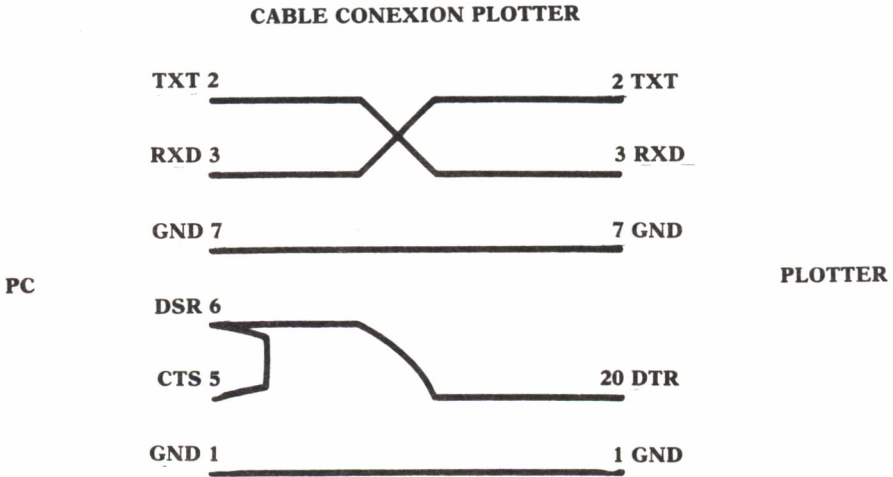 CABLE CONEXION PLOTTER
TXT 2
2 TXT
RXD 3
3 RXD
GND 7
7 GND
PC
PLOTTER
DSR 6
CTS 5
20 DTR
GND 1
1 GND